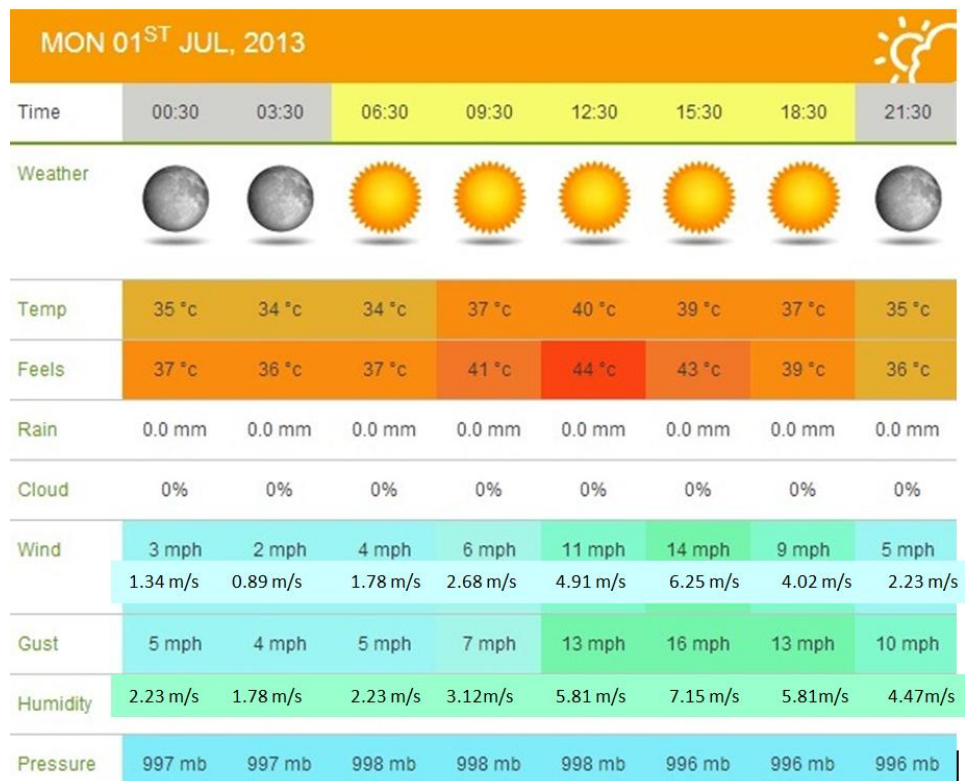 MON 01ST JUL, 2013
Time 00:30 03:30 06:30 09:30 12:30 15:30 18:30 21:30
Weather
Temp 35 °c 34 °c 34 °c 37 °c 40 °c 39 °c 37 °c 35 °c
Feels 37 °c 36 °c 37 °c 41 °c 44 °c 43 °c 39 °c 36 °c
Rain 0.0 mm 0.0 mm 0.0 mm 0.0 mm 0.0 mm 0.0 mm 0.0 mm 0.0 mm
Cloud 0% 0% 0% 0% 0% 0% 0% 0%
Wind 3 mph 2 mph 4 mph 6 mph 11 mph 14 mph 9 mph 5 mph
1.34 m/s 0.89 m/s 1.78 m/s 2.68 m/s 4.91 m/s 6.25 m/s 4.02 m/s 2.23 m/s
Gust 5 mph 4 mph 5 mph 7 mph 13 mph 16 mph 13 mph 10 mph
Humidity 2.23 m/s 1.78 m/s 2.23 m/s 3.12m/s 5.81 m/s 7.15 m/s 5.81m/s 4.47m/s
Pressure 997 mb 997 mb 998 mb 998 mb 998 mb 996 mb 996 mb 996 mb